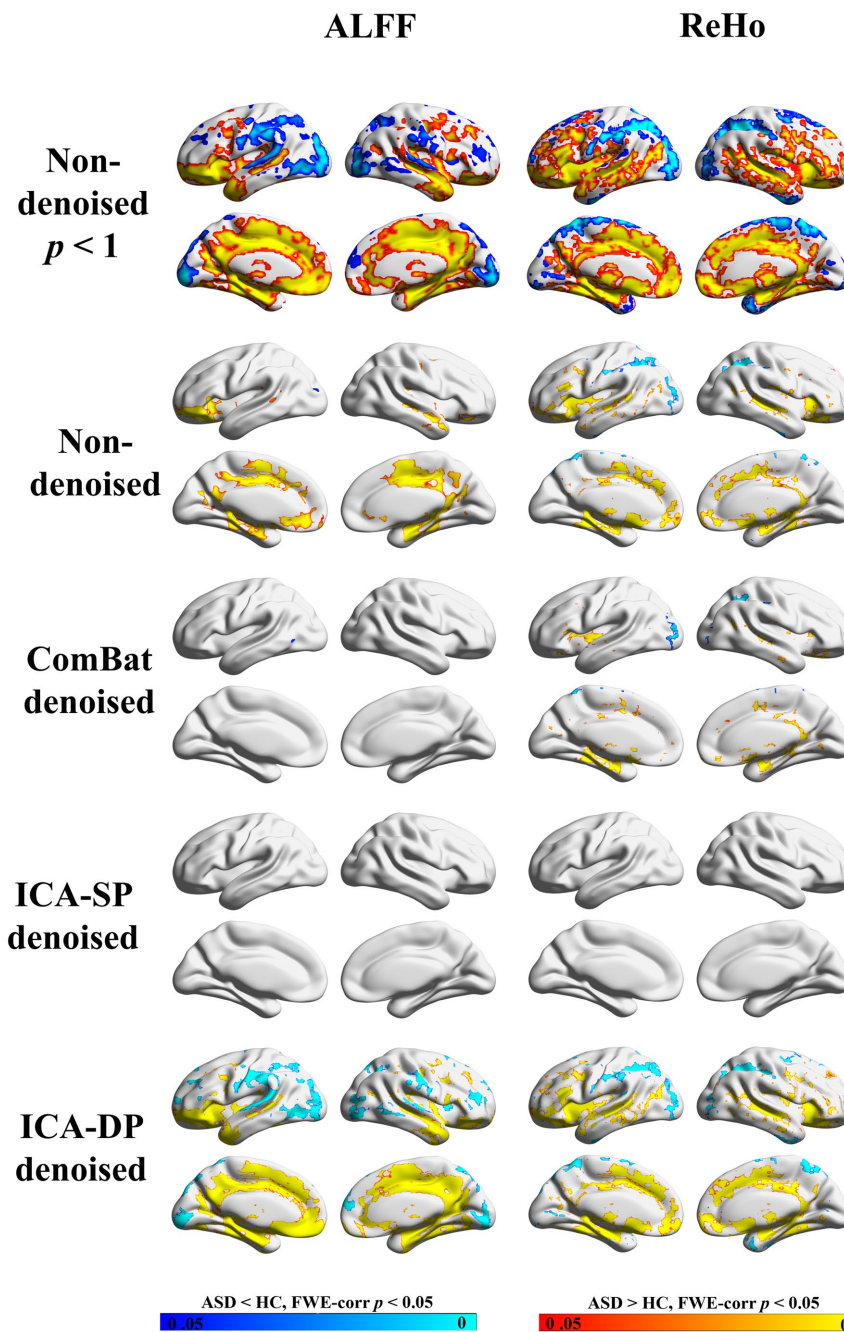 ALFF
ReHo
Non-
denoised
p < 1
Non-
denoised
ComBat
denoised
ICA-SP
denoised
ICA-DP
denoised
ASD < HC, FWE-corr p < 0.05
0 .05 0
ASD > HC, FWE-corr p < 0.05
0 .05